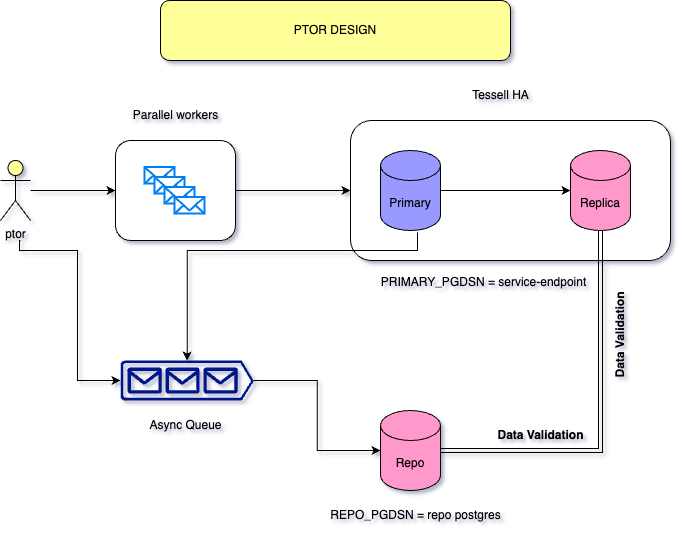 PTOR DESIGN
Tessell HA
Parallel workers
Primary
Replica
ptor
PRIMARY_PGDSN = service-endpoint
Data Validation
Async Queue
Data Validation
Repo
REPO_PGDSN = repo postgres